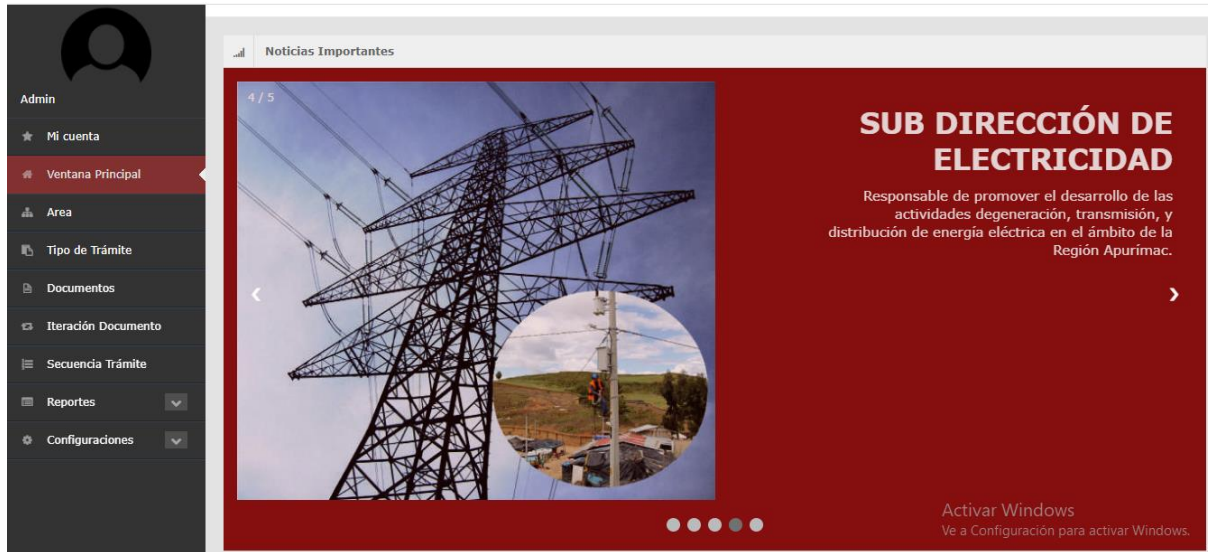 Admin
Mi cuenta
Ventana Principal
Area
Tipo de Trámite
Documentos
Iteración Documento
Secuencia Trámite
Reportes
Configuraciones
Noticias Importantes
4 / 5
SUB DIRECCIÓN DE
ELECTRICIDAD
Responsable de promover el desarrollo de las
actividades degeneración, transmisión, y
distribución de energía eléctrica en el ámbito de la
Región Apurímac.
Activar Windows
Ve a Configuración para activar Windows.